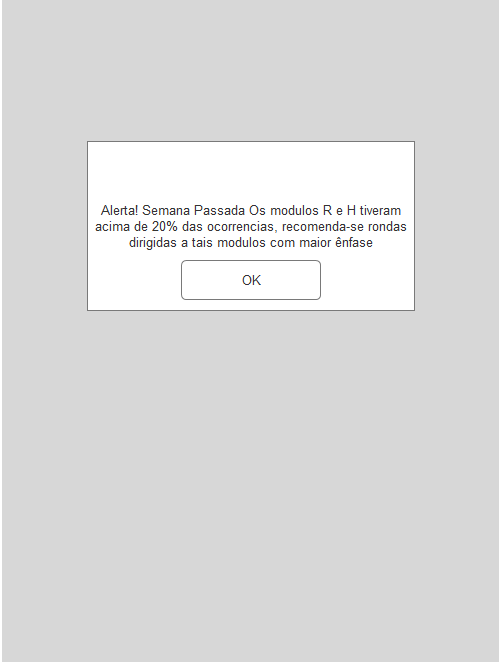 Alerta! Semana Passada Os modulos R e H tiveram
acima de 20% das ocorrencias, recomenda-se rondas
dirigidas a tais modulos com maior ênfase
OK